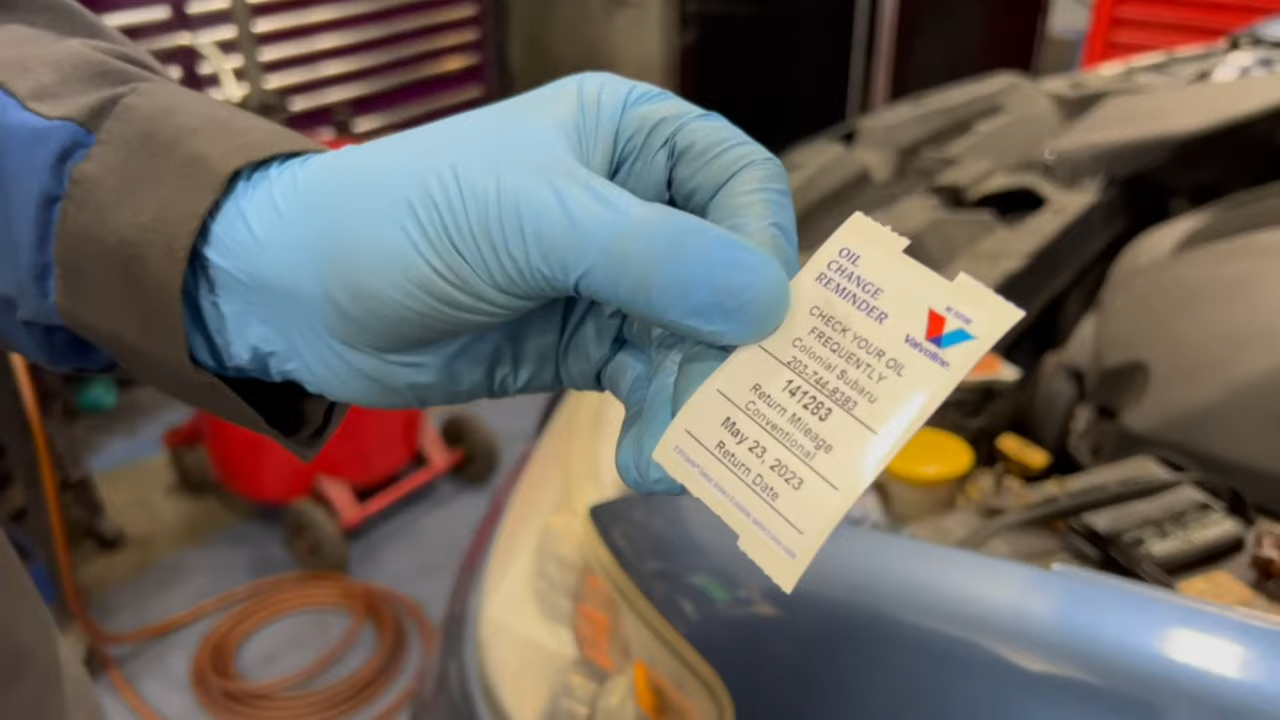 OIL
CHANGE
REMINDER
Valvoline
CHECK YOUR OIL
FREQUENTLY
Colonial Subaru
203-744-8383
141283
Return Mileage
Conventional
May 23, 2023
Return Date